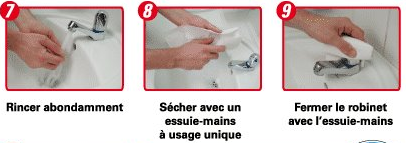 7
8
9
Rincer abondamment
Sécher avec un
essuie-mains
à usage unique
Fermer le robinet
avec l'essuie-mains